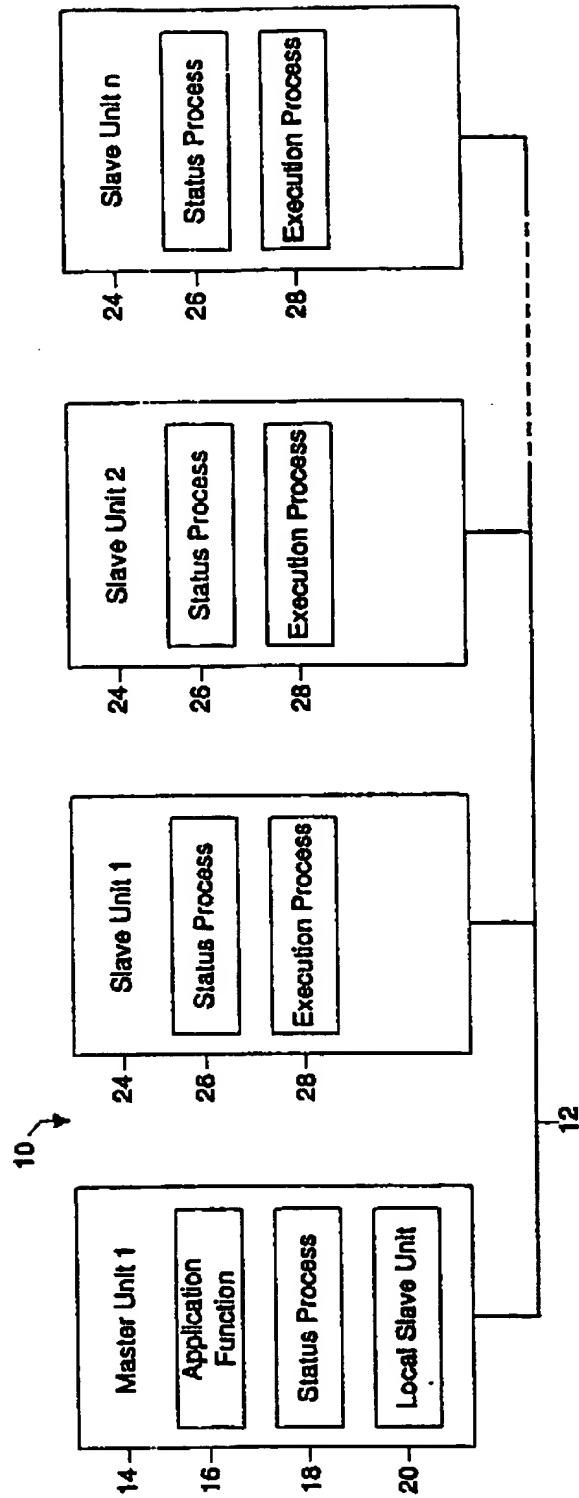 10
14
Master Unit 1
16
Application
Function
18
Status Process
20
Local Slave Unit
24
Slave Unit 1
26
Status Process
28
Execution Process
24
Slave Unit 2
26
Status Process
28
Execution Process
24
Slave Unit n
26
Status Process
28
Execution Process
12